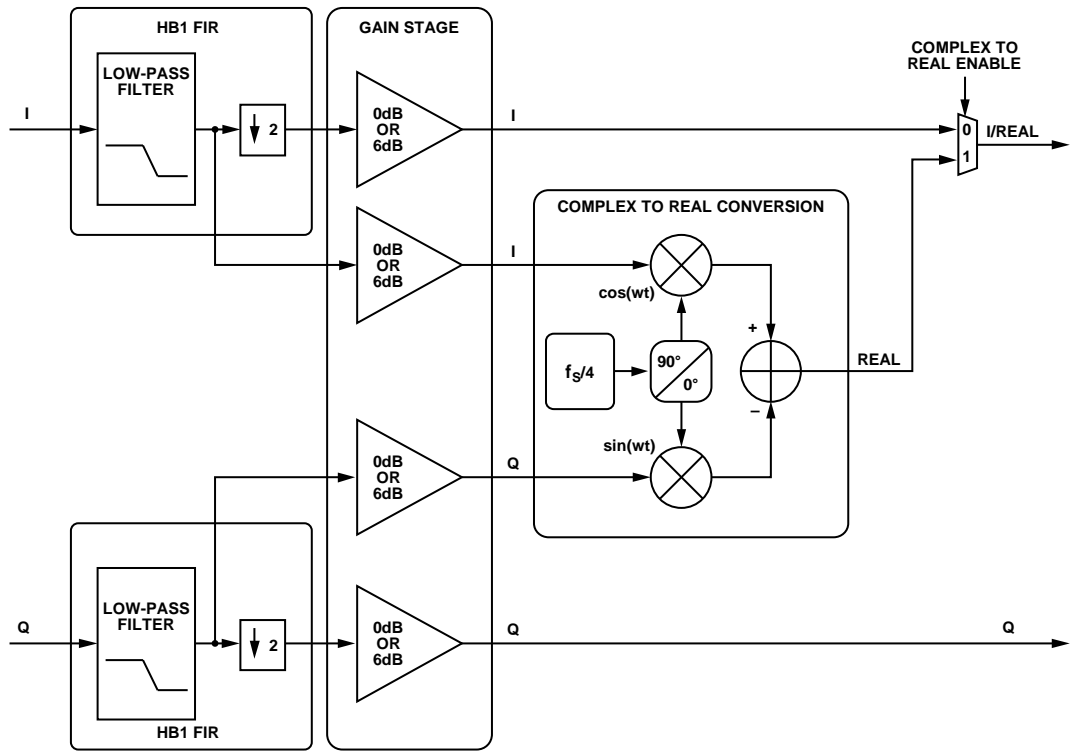 HB1 FIR
GAIN STAGE
COMPLEX TO
REAL ENABLE
LOW-PASS
FILTER
I
2
0dB
OR
6dB
I
0
1
I/REAL
COMPLEX TO REAL CONVERSION
0dB
OR
6dB
I
cos(wt)
+
fS/4
90°
0°
REAL
–
sin(wt)
0dB
OR
6dB
Q
LOW-PASS
FILTER
Q
2
0dB
OR
6dB
Q
Q
HB1 FIR